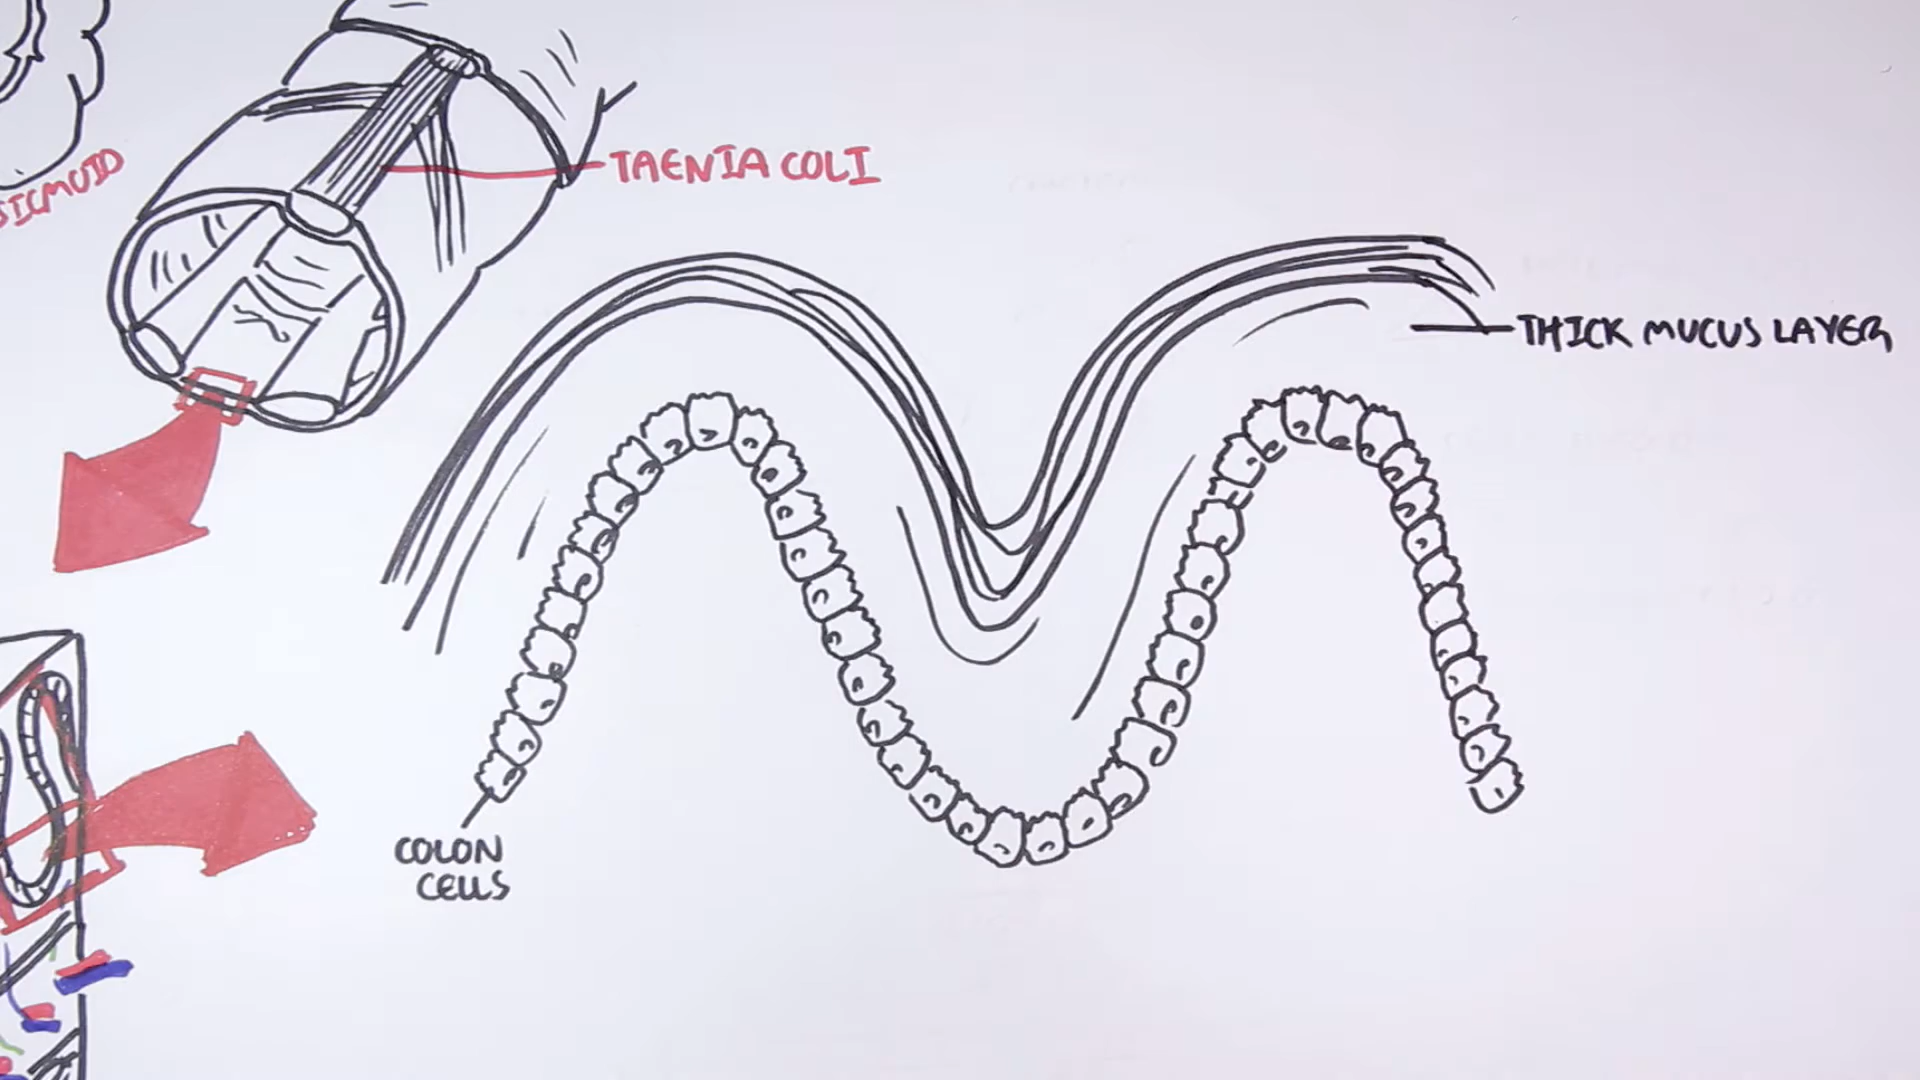 TAENIA COLI
SIGMOID
THICK MUCUS LAYER
COLON
CELLS